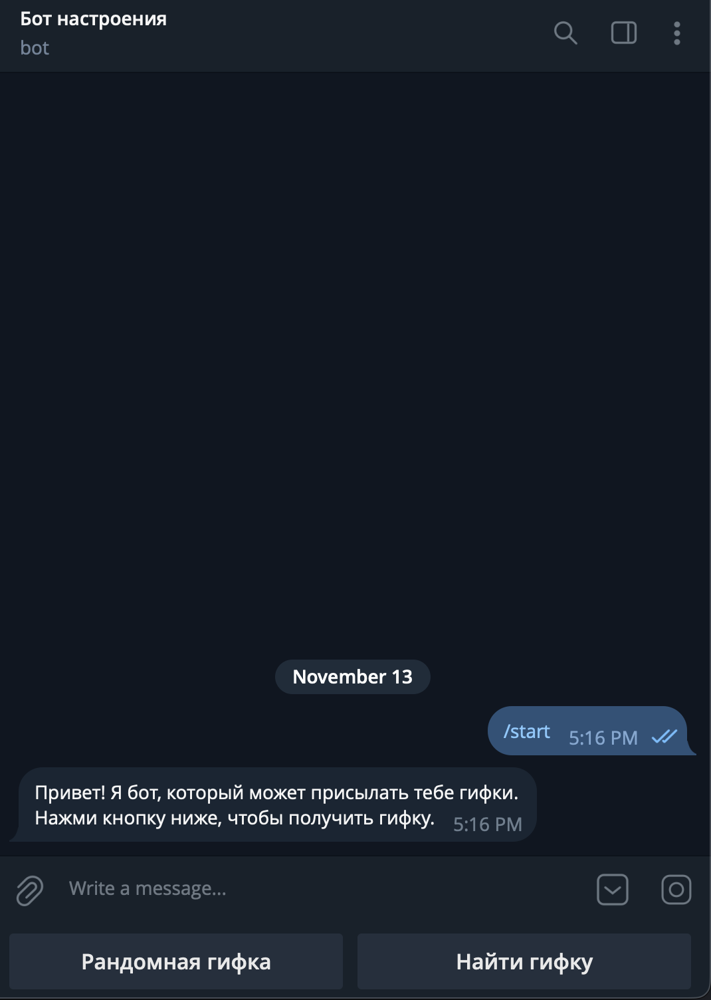 Бот настроения
bot
November 13
/start 5:16 PM
Привет! Я бот, который может присылать тебе гифки.
Нажми кнопку ниже, чтобы получить гифку. 5:16 PM
Write a message...
Рандомная гифка
Найти гифку